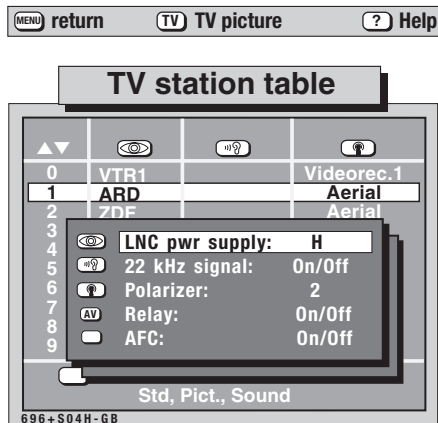 MENU return TV TV picture ? Help
TV station table
0 VTR1 Videorec.1
1 ARD Aerial
2 ZDF Aerial
3
4
5
6
7
8
9
LNC pwr supply: H
22 kHz signal: On/Off
Polarizer: 2
AV Relay: On/Off
AFC: On/Off
Std, Pict., Sound
696+S04H-GB